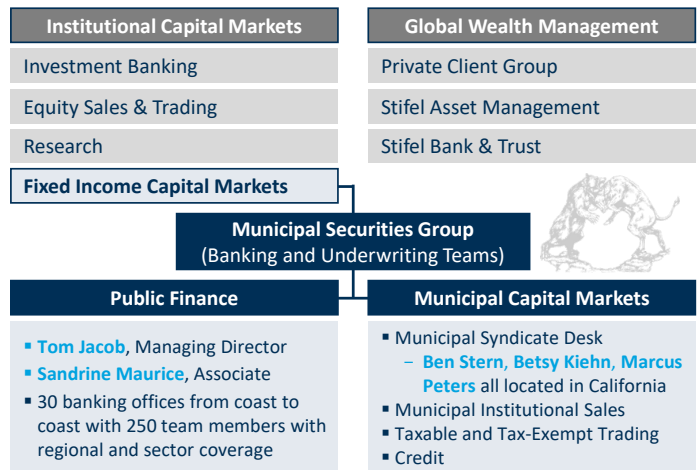 Institutional Capital Markets
Investment Banking
Equity Sales & Trading
Research
Fixed Income Capital Markets
Global Wealth Management
Private Client Group
Stifel Asset Management
Stifel Bank & Trust
Municipal Securities Group
(Banking and Underwriting Teams)
Public Finance
▪ Tom Jacob, Managing Director
▪ Sandrine Maurice, Associate
▪ 30 banking offices from coast to
coast with 250 team members with
regional and sector coverage
Municipal Capital Markets
▪ Municipal Syndicate Desk
– Ben Stern, Betsy Kiehn, Marcus
Peters all located in California
▪ Municipal Institutional Sales
▪ Taxable and Tax-Exempt Trading
▪ Credit